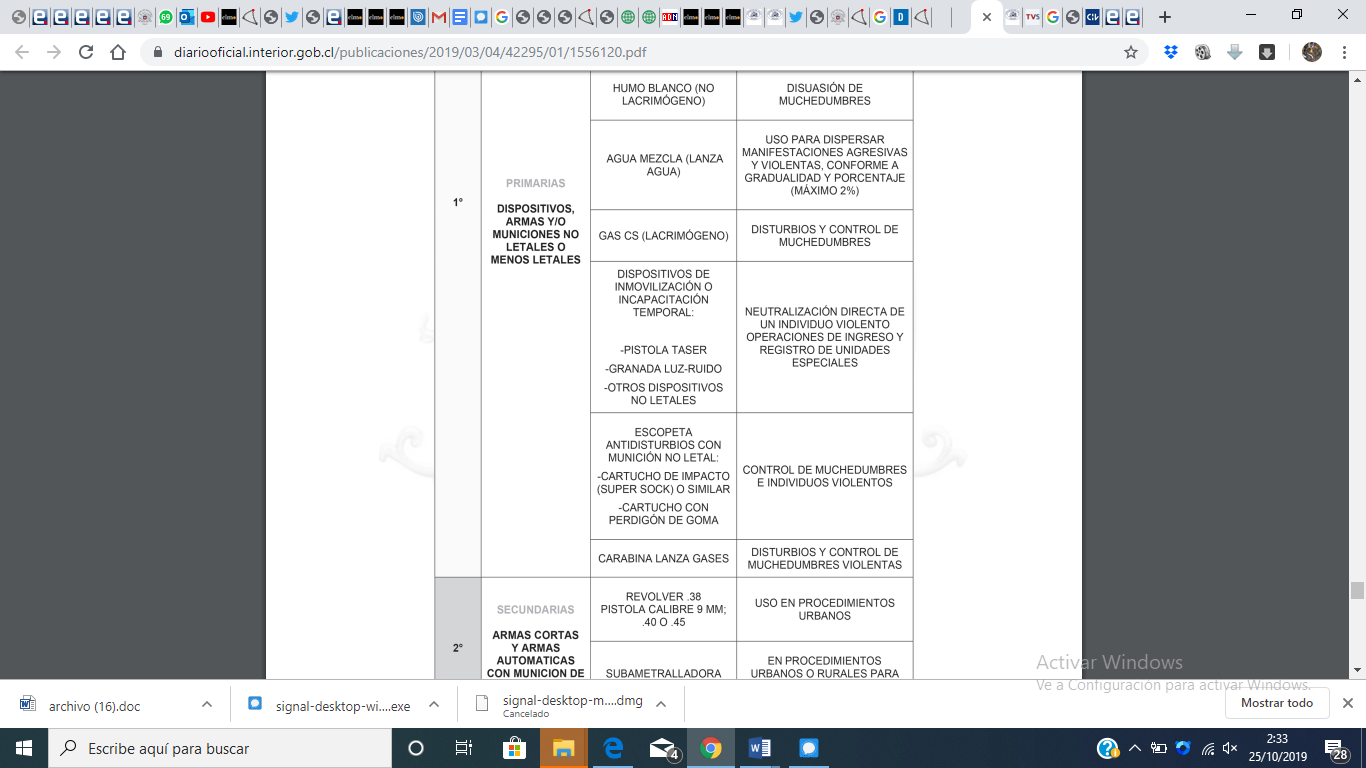 69
ADN
TVS
D
CIV
diariooficial.interior.gob.cl/publicaciones/2019/03/04/42295/01/1556120.pdf
1°
PRIMARIAS
DISPOSITIVOS,
ARMAS Y/O
MUNICIONES NO
LETALES O
MENOS LETALES
HUMO BLANCO (NO
LACRIMÓGENO)
DISUASIÓN DE
MUCHEDUMBRES
AGUA MEZCLA (LANZA
AGUA)
USO PARA DISPERSAR
MANIFESTACIONES AGRESIVAS
Y VIOLENTAS, CONFORME A
GRADUALIDAD Y PORCENTAJE
(MÁXIMO 2%)
GAS CS (LACRIMÓGENO)
DISTURBIOS Y CONTROL DE
MUCHEDUMBRES
DISPOSITIVOS DE
INMOVILIZACIÓN O
INCAPACITACIÓN
TEMPORAL:
-PISTOLA TASER
-GRANADA LUZ-RUIDO
-OTROS DISPOSITIVOS
NO LETALES
NEUTRALIZACIÓN DIRECTA DE
UN INDIVIDUO VIOLENTO
OPERACIONES DE INGRESO Y
REGISTRO DE UNIDADES
ESPECIALES
ESCOPETA
ANTIDISTURBIOS CON
MUNICIÓN NO LETAL:
-CARTUCHO DE IMPACTO
(SUPER SOCK) O SIMILAR
-CARTUCHO CON
PERDIGÓN DE GOMA
CONTROL DE MUCHEDUMBRES
E INDIVIDUOS VIOLENTOS
CARABINA LANZA GASES
DISTURBIOS Y CONTROL DE
MUCHEDUMBRES VIOLENTAS
2°
SECUNDARIAS
ARMAS CORTAS
Y ARMAS
AUTOMATICAS
CON MUNICION DE
REVOLVER .38
PISTOLA CALIBRE 9 MM;
.40 O .45
USO EN PROCEDIMIENTOS
URBANOS
SUBAMETRALLADORA
EN PROCEDIMIENTOS
URBANOS O RURALES PARA
Activar Windows
Ve a Configuración para activar Windows.
archivo (16).doc
signal-desktop-wi....exe
signal-desktop-m....dmg
Cancelado
Mostrar todo
Escribe aquí para buscar
4
2:33
25/10/2019
28